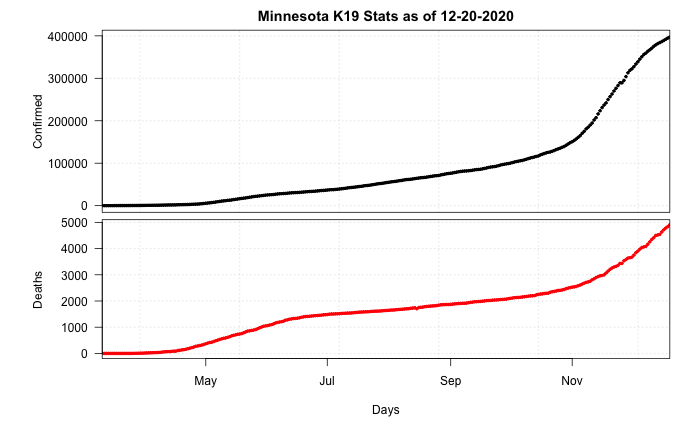 Minnesota K19 Stats as of 12-20-2020
400000
300000
200000
100000
0
Confirmed
5000
4000
3000
2000
1000
0
Deaths
May Jul Sep Nov
Days